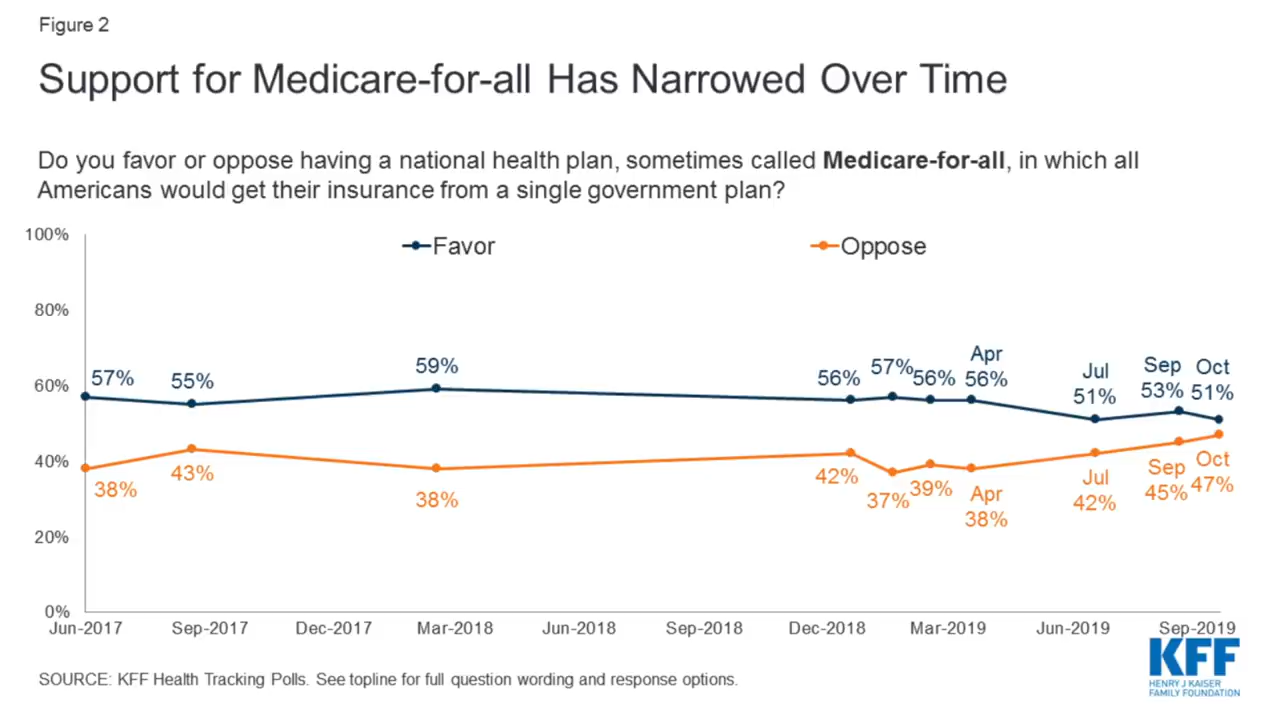 Figure 2
Support for Medicare-for-all Has Narrowed Over Time
Do you favor or oppose having a national health plan, sometimes called Medicare-for-all, in which all
Americans would get their insurance from a single government plan?
100%
Favor
Oppose
80%
60%
57%
55%
59%
56%
57%
56%
Apr
56%
Jul
51%
Sep
53%
Oct
51%
40%
38%
43%
38%
42%
37%
39%
Apr
38%
Jul
42%
Sep
45%
Oct
47%
20%
0%
Jun-2017
Sep-2017
Dec-2017
Mar-2018
Jun-2018
Sep-2018
Dec-2018
Mar-2019
Jun-2019
Sep-2019
SOURCE: KFF Health Tracking Polls. See topline for full question wording and response options.
KFF
HENRY J KAISER
FAMILY FOUNDATION